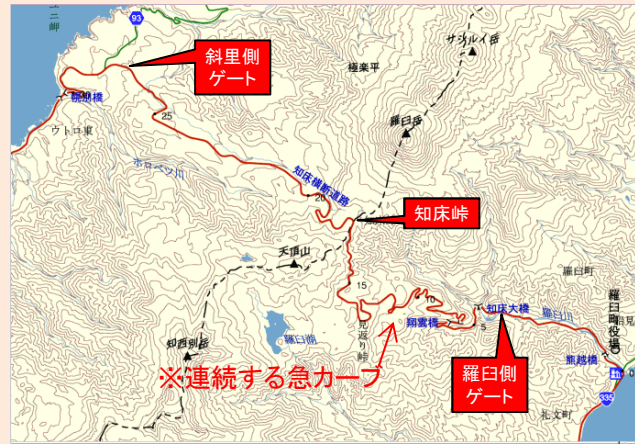 93
サシルイ岳
斜里側
ゲート
極楽平
幌別橋
羅臼岳
ウトロ東
25
ホロベツ川
知床横断道路
20
知床峠
天頂山
15
羅臼町
10
知床大橋
羅臼川
翔雲橋
5
羅臼町役場
見返り峠
羅臼湖
知西別岳
熊越橋
※連続する急カーブ
羅臼側
ゲート
335
礼文町